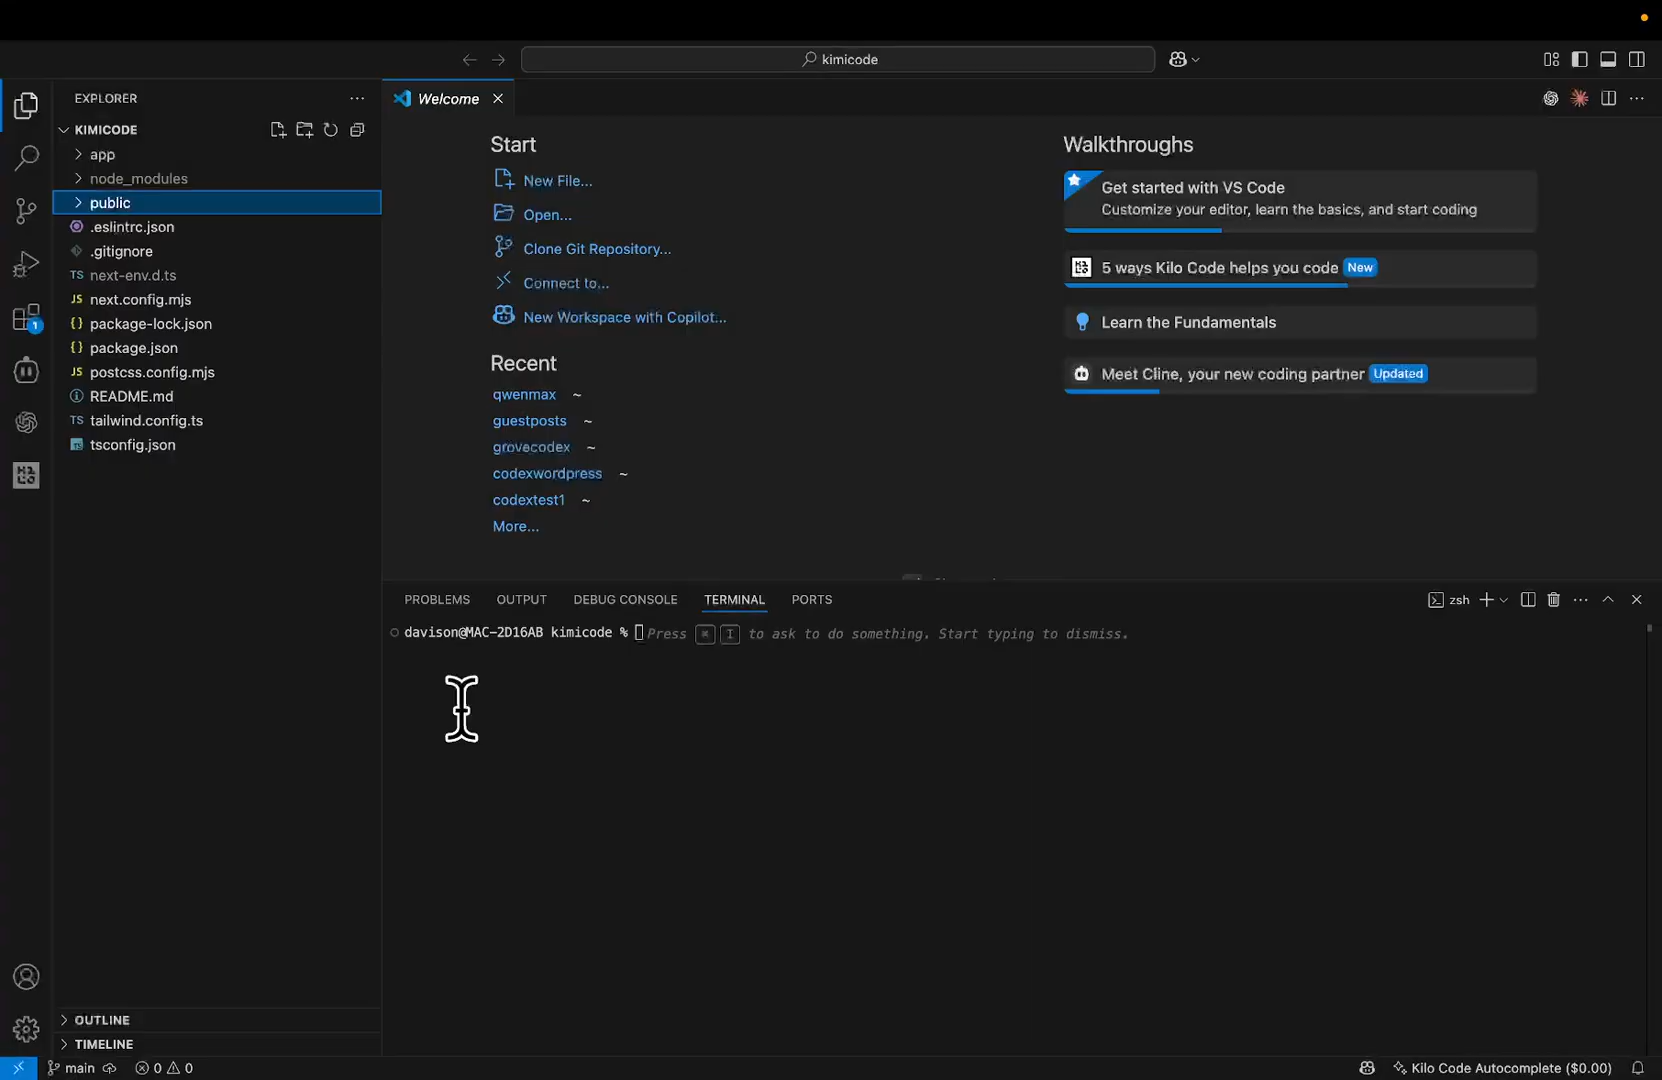 kimicode
EXPLORER
KIMICODE
app
node_modules
public
.eslintrc.json
.gitignore
TS next-env.d.ts
JS next.config.mjs
{} package-lock.json
{} package.json
JS postcss.config.mjs
README.md
TS tailwind.config.ts
tsconfig.json
OUTLINE
TIMELINE
Welcome
Start
New File...
Open...
Clone Git Repository...
Connect to...
New Workspace with Copilot...
Recent
qwenmax ~
guestposts ~
grovecodex ~
codexwordpress ~
codextest1 ~
More...
Walkthroughs
Get started with VS Code
Customize your editor, learn the basics, and start coding
5 ways Kilo Code helps you code New
Learn the Fundamentals
Meet Cline, your new coding partner Updated
PROBLEMS OUTPUT DEBUG CONSOLE TERMINAL PORTS zsh
davison@MAC-2D16AB kimicode % Press ⌘ I to ask to do something. Start typing to dismiss.
main 0 0 Kilo Code Autocomplete ($0.00)